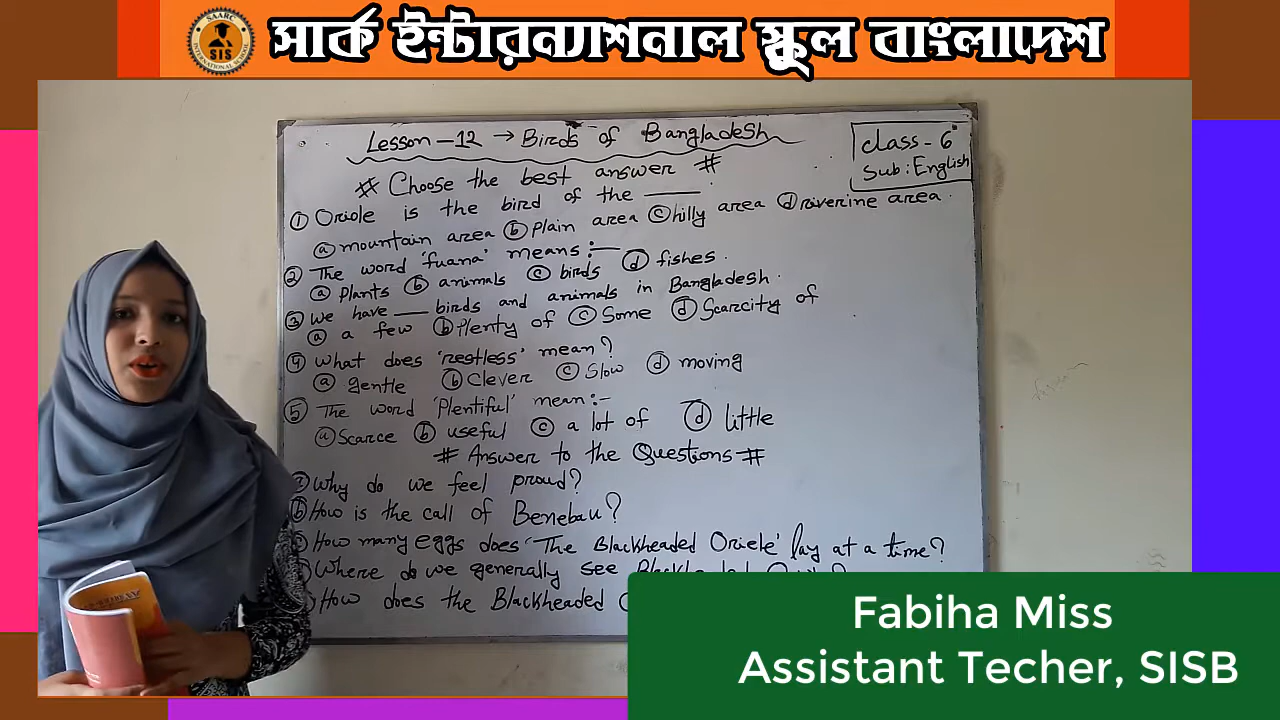 সার্ক ইন্টারন্যাশনাল স্কুল বাংলাদেশ
SAARC
SIS
INTERNATIONAL SCHOOL
Lesson-12 → Birds of Bangladesh
class-6
Sub: English
# Choose the best answer #
① Oriole is the bird of the ____.
ⓐ mountain area ⓑ Plain area ⓒ hilly area ⓓ riverine area.
② The word 'fuana' means:—
ⓐ Plants ⓑ animals ⓒ birds ⓓ fishes.
③ We have ___ birds and animals in Bangladesh.
ⓐ a few ⓑ Plenty of ⓒ Some ⓓ Scarcity of
④ What does 'restless' mean?
ⓐ gentle ⓑ Clever ⓒ Slow ⓓ moving
⑤ The word 'Plentiful' mean:-
ⓐ Scarce ⓑ useful ⓒ a lot of ⓓ little
# Answer to the Questions #
Why do we feel proud?
ⓑ How is the call of Benebau?
ⓒ How many eggs does 'The Blackheaded Oriele' lay at a time?
Where do we generally see
How does the Blackheaded
Fabiha Miss
Assistant Techer, SISB